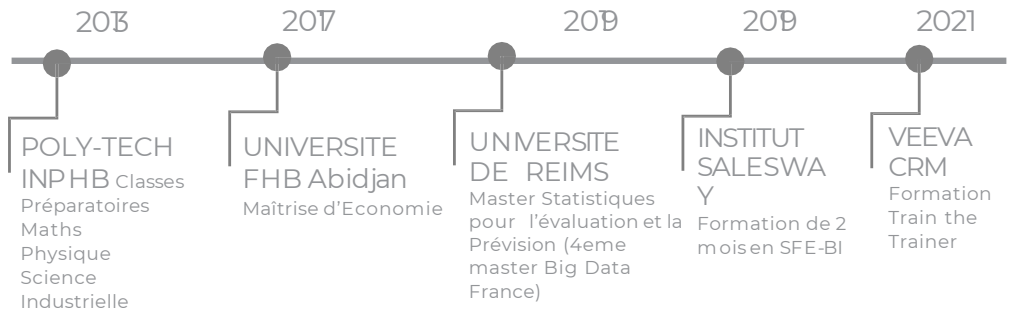 2013
2017
2019
2019
2021
POLY-TECH
INPHB Classes
Préparatoires
Maths
Physique
Science
Industrielle
UNIVERSITE
FHB Abidjan
Maîtrise d’Economie
UNIVERSITE
DE REIMS
Master Statistiques
pour l’évaluation et la
Prévision (4eme
master Big Data
France)
INSTITUT
SALESWA
Y
Formation de 2
mois en SFE-BI
VEEVA
CRM
Formation
Train the
Trainer